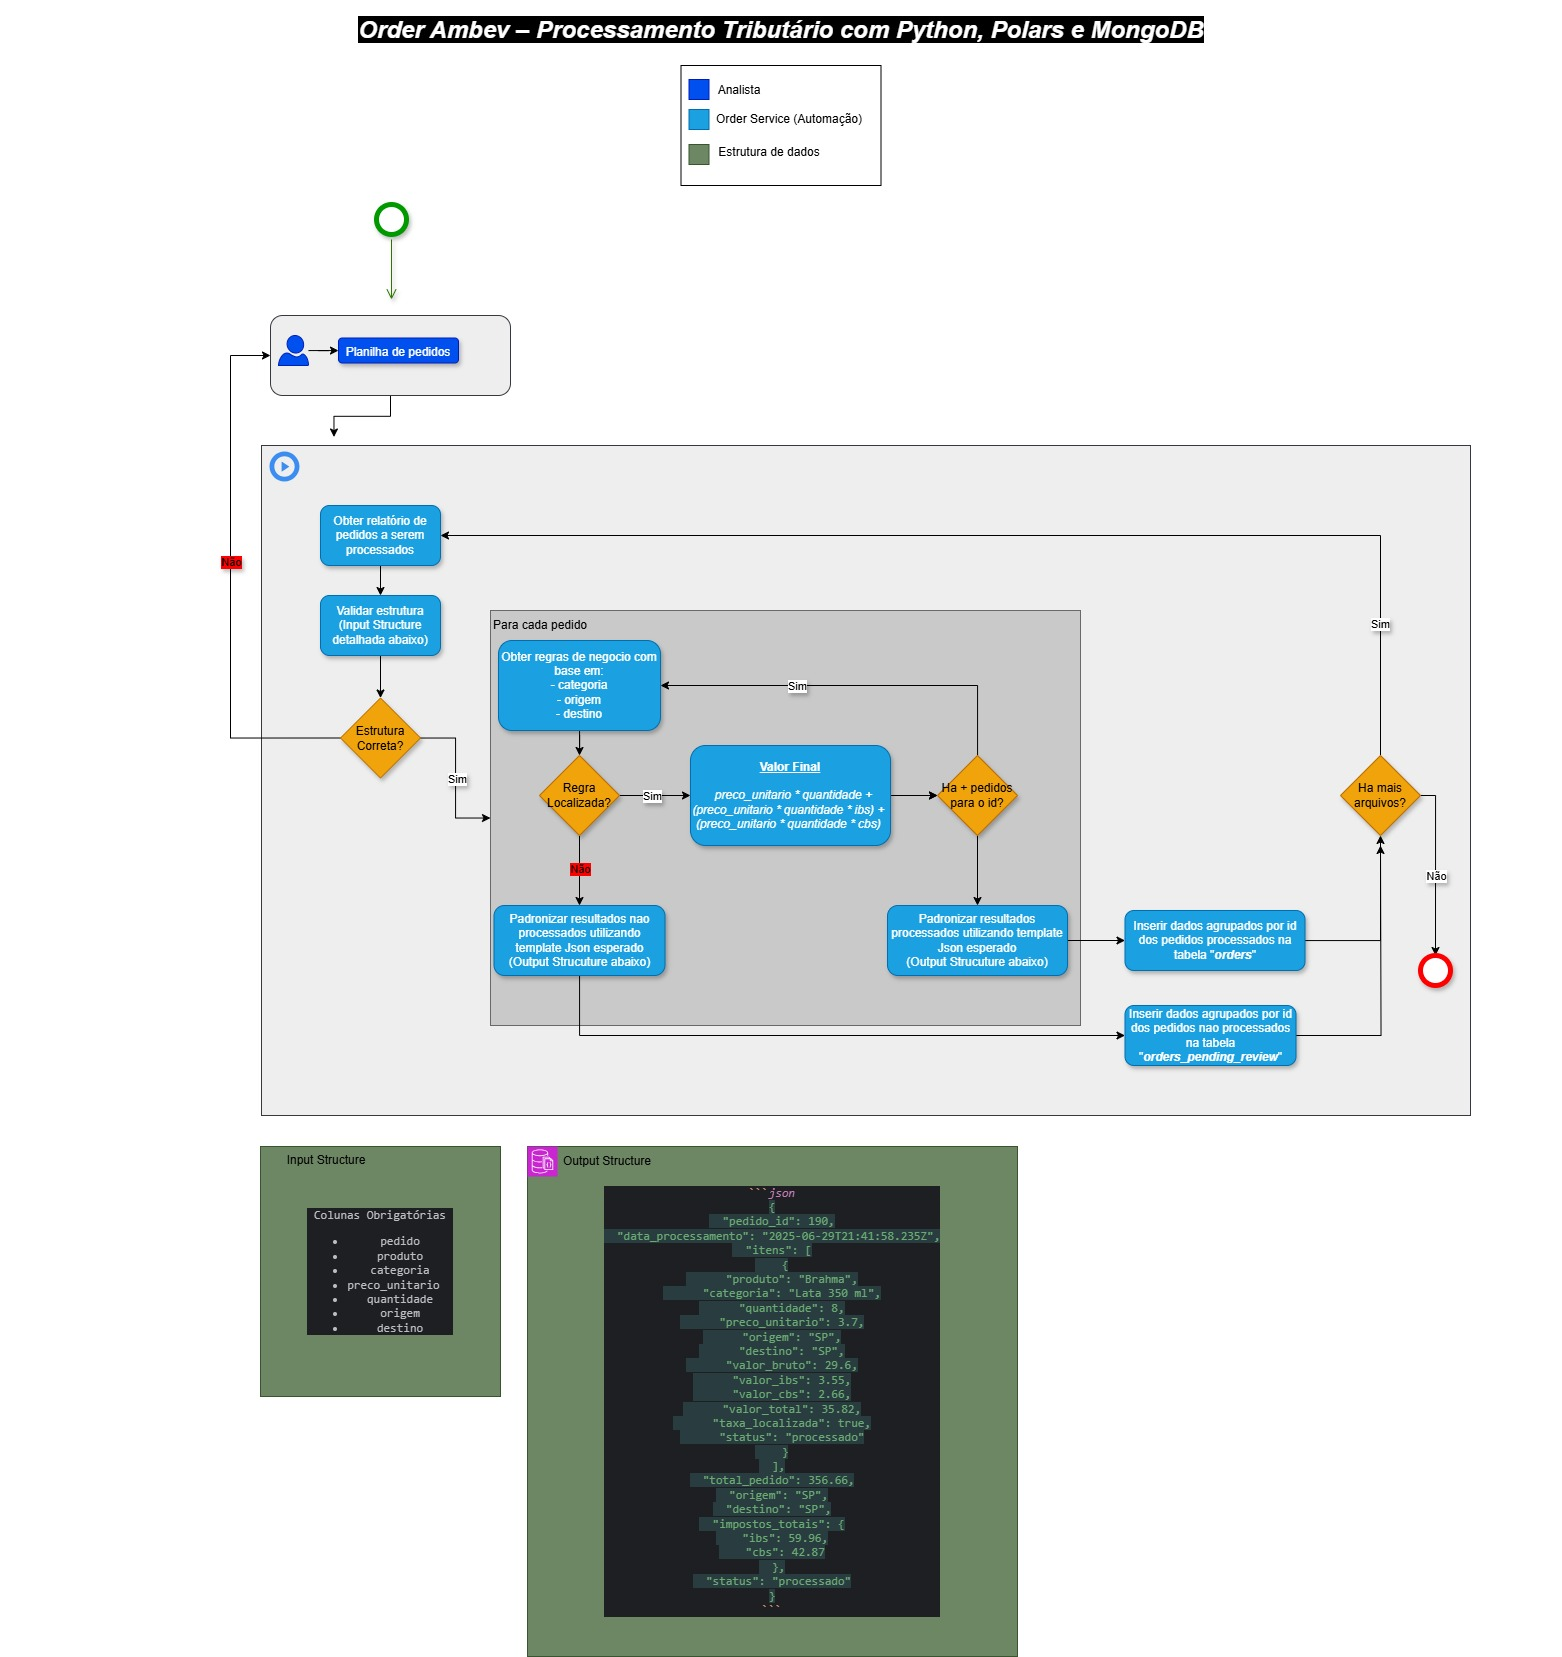 Order Ambev – Processamento Tributário com Python, Polars e MongoDB
Analista
Order Service (Automação)
Estrutura de dados
Planilha de pedidos
Obter relatório de
pedidos a serem
processados
Não
Validar estrutura
(Input Structure
detalhada abaixo)
Estrutura
Correta?
Sim
Para cada pedido
Obter regras de negocio com
base em:
- categoria
- origem
- destino
Sim
Regra
Localizada?
Sim
Valor Final
preco_unitario * quantidade +
(preco_unitario * quantidade * ibs) +
(preco_unitario * quantidade * cbs)
Ha + pedidos
para o id?
Não
Padronizar resultados nao
processados utilizando
template Json esperado
(Output Strucuture abaixo)
Padronizar resultados
processados utilizando template
Json esperado
(Output Strucuture abaixo)
Inserir dados agrupados por id
dos pedidos processados na
tabela "orders"
Inserir dados agrupados por id
dos pedidos nao processados
na tabela
"orders_pending_review"
Sim
Ha mais
arquivos?
Não
Input Structure
Colunas Obrigatórias
• pedido
• produto
• categoria
• preco_unitario
• quantidade
• origem
• destino
Output Structure
```json
{
"pedido_id": 190,
"data_processamento": "2025-06-29T21:41:58.235Z",
"itens": [
{
"produto": "Brahma",
"categoria": "Lata 350 ml",
"quantidade": 8,
"preco_unitario": 3.7,
"origem": "SP",
"destino": "SP",
"valor_bruto": 29.6,
"valor_ibs": 3.55,
"valor_cbs": 2.66,
"valor_total": 35.82,
"taxa_localizada": true,
"status": "processado"
}
],
"total_pedido": 356.66,
"origem": "SP",
"destino": "SP",
"impostos_totais": {
"ibs": 59.96,
"cbs": 42.87
},
"status": "processado"
}
```